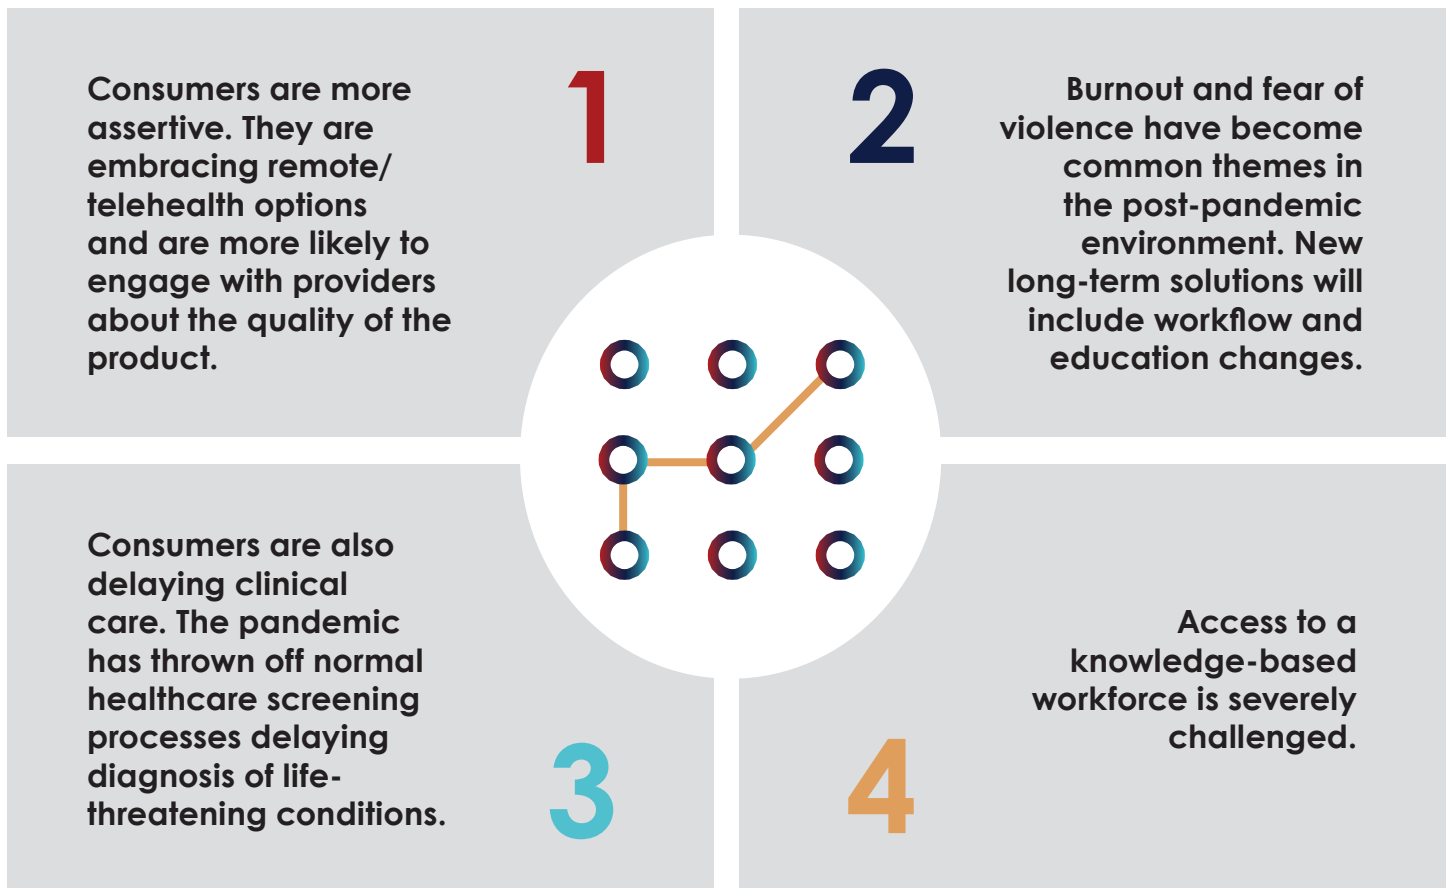 1
Consumers are more
assertive. They are
embracing remote/
telehealth options
and are more likely to
engage with providers
about the quality of the
product.
2
Burnout and fear of
violence have become
common themes in
the post-pandemic
environment. New
long-term solutions will
include workflow and
education changes.
3
Consumers are also
delaying clinical
care. The pandemic
has thrown off normal
healthcare screening
processes delaying
diagnosis of life-
threatening conditions.
4
Access to a
knowledge-based
workforce is severely
challenged.